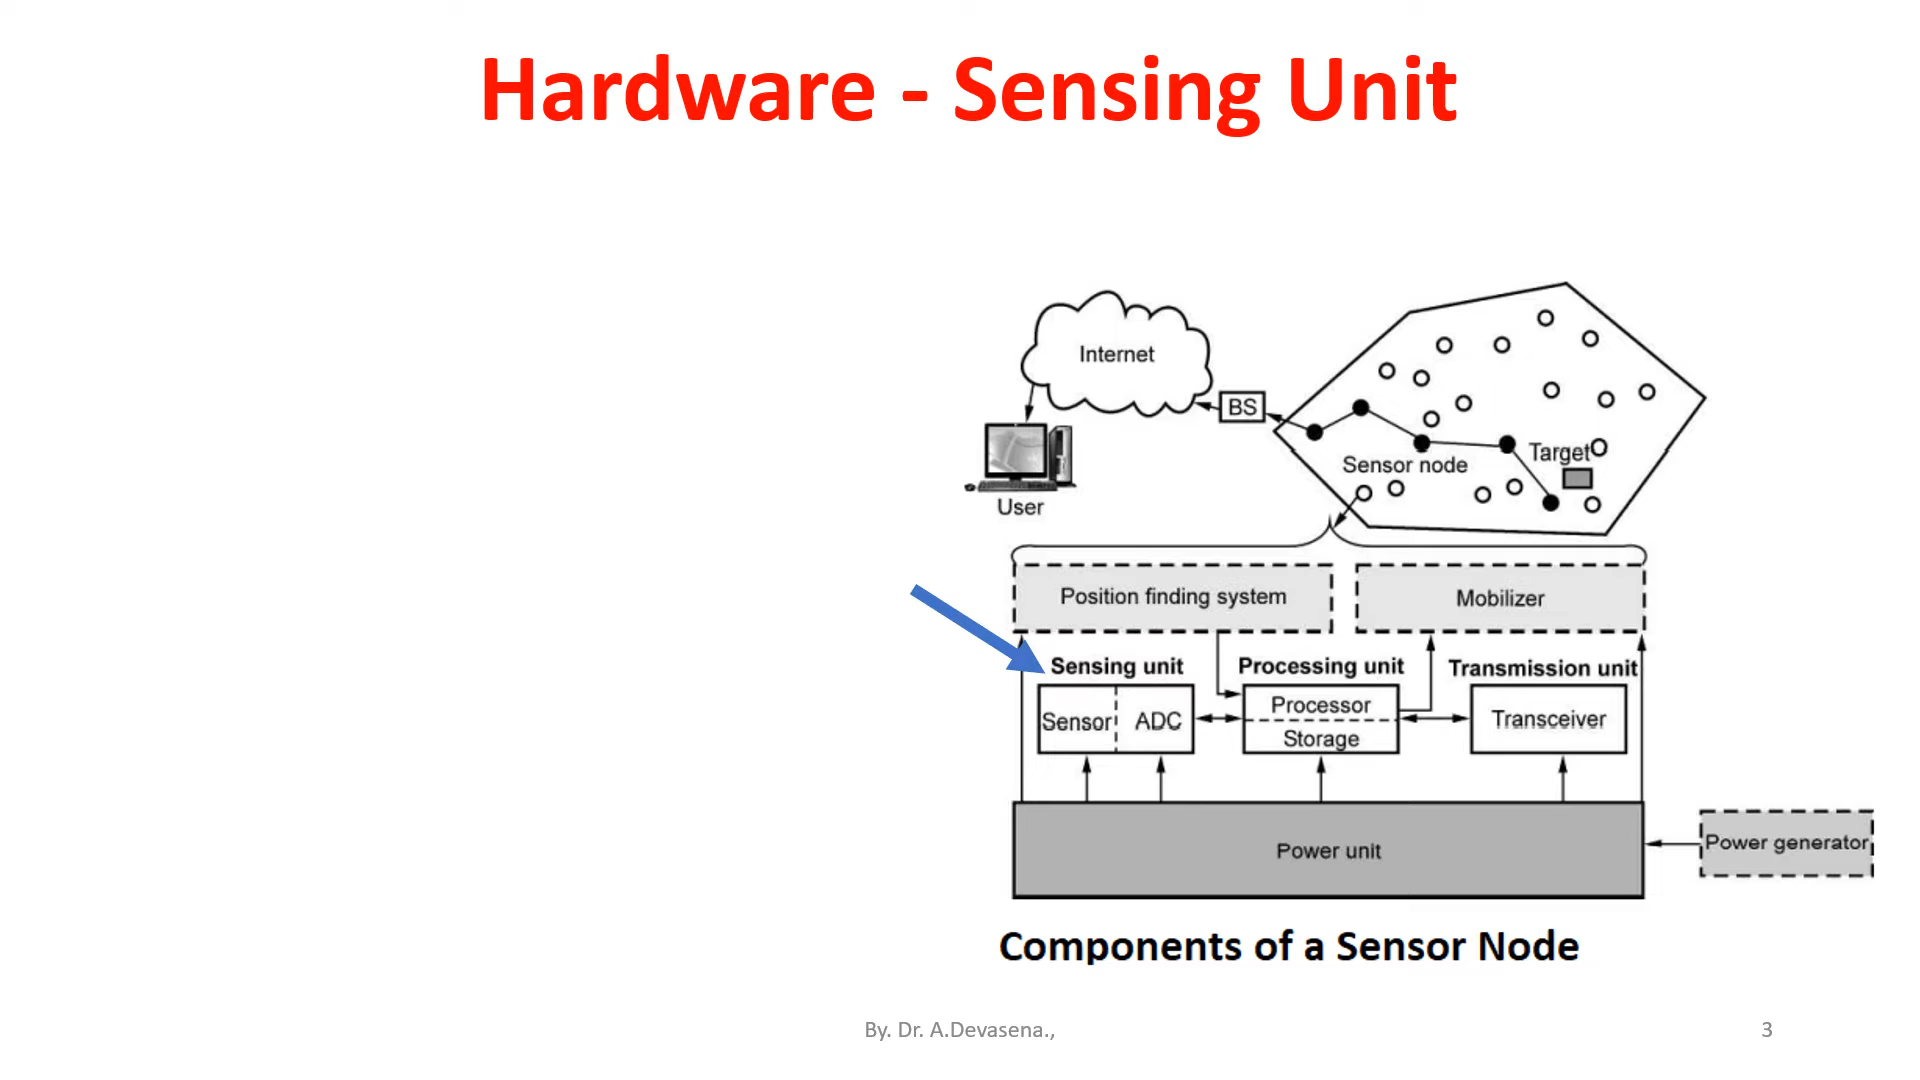 Hardware - Sensing Unit
Internet
BS
Target
Sensor node
User
Position finding system
Mobilizer
Sensing unit
Processing unit
Transmission unit
Sensor
ADC
Processor
Storage
Transceiver
Power unit
Power generator
Components of a Sensor Node
By. Dr. A.Devasena.,
3